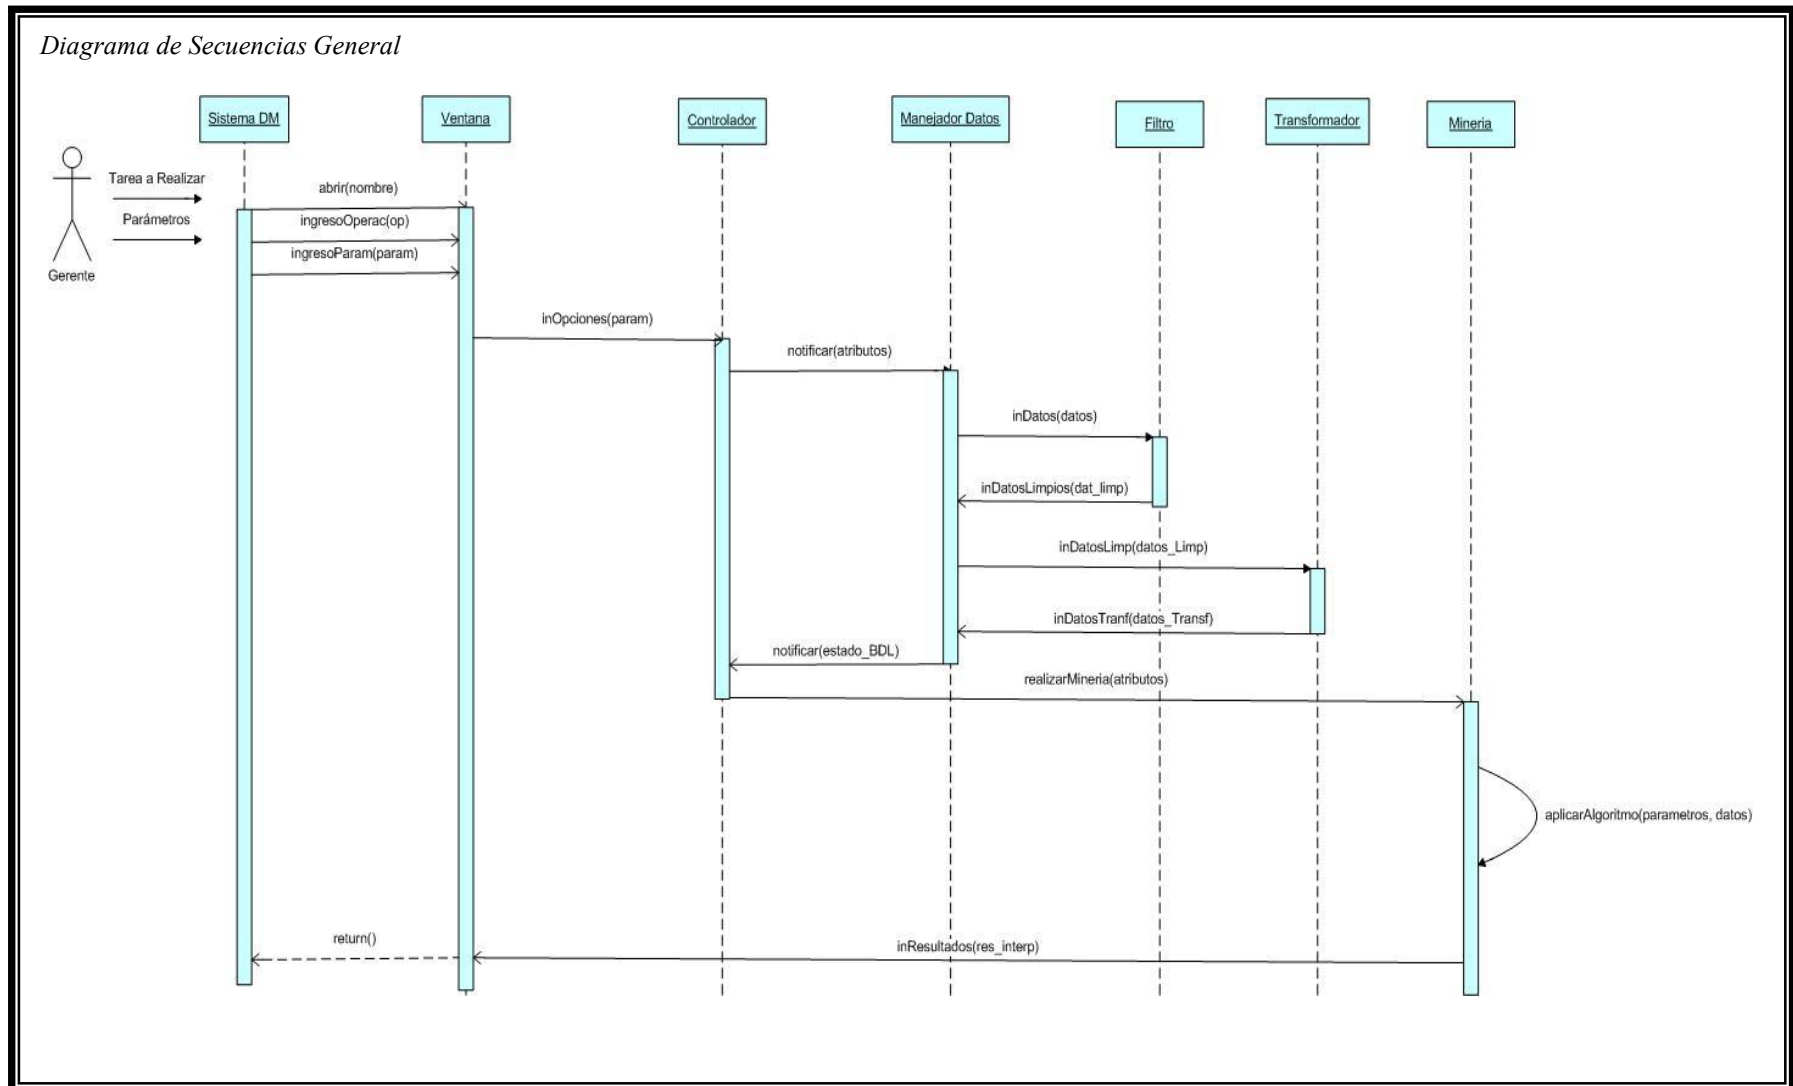 Diagrama de Secuencias General
Sistema DM
Ventana
Controlador
Manejador Datos
Filtro
Transformador
Mineria
Tarea a Realizar
Parámetros
Gerente
abrir(nombre)
ingresoOperac(op)
ingresoParam(param)
inOpciones(param)
notificar(atributos)
inDatos(datos)
inDatosLimpios(dat_limp)
inDatosLimp(datos_Limp)
inDatosTranf(datos_Transf)
notificar(estado_BDL)
realizarMineria(atributos)
aplicarAlgoritmo(parametros, datos)
return()
inResultados(res_interp)